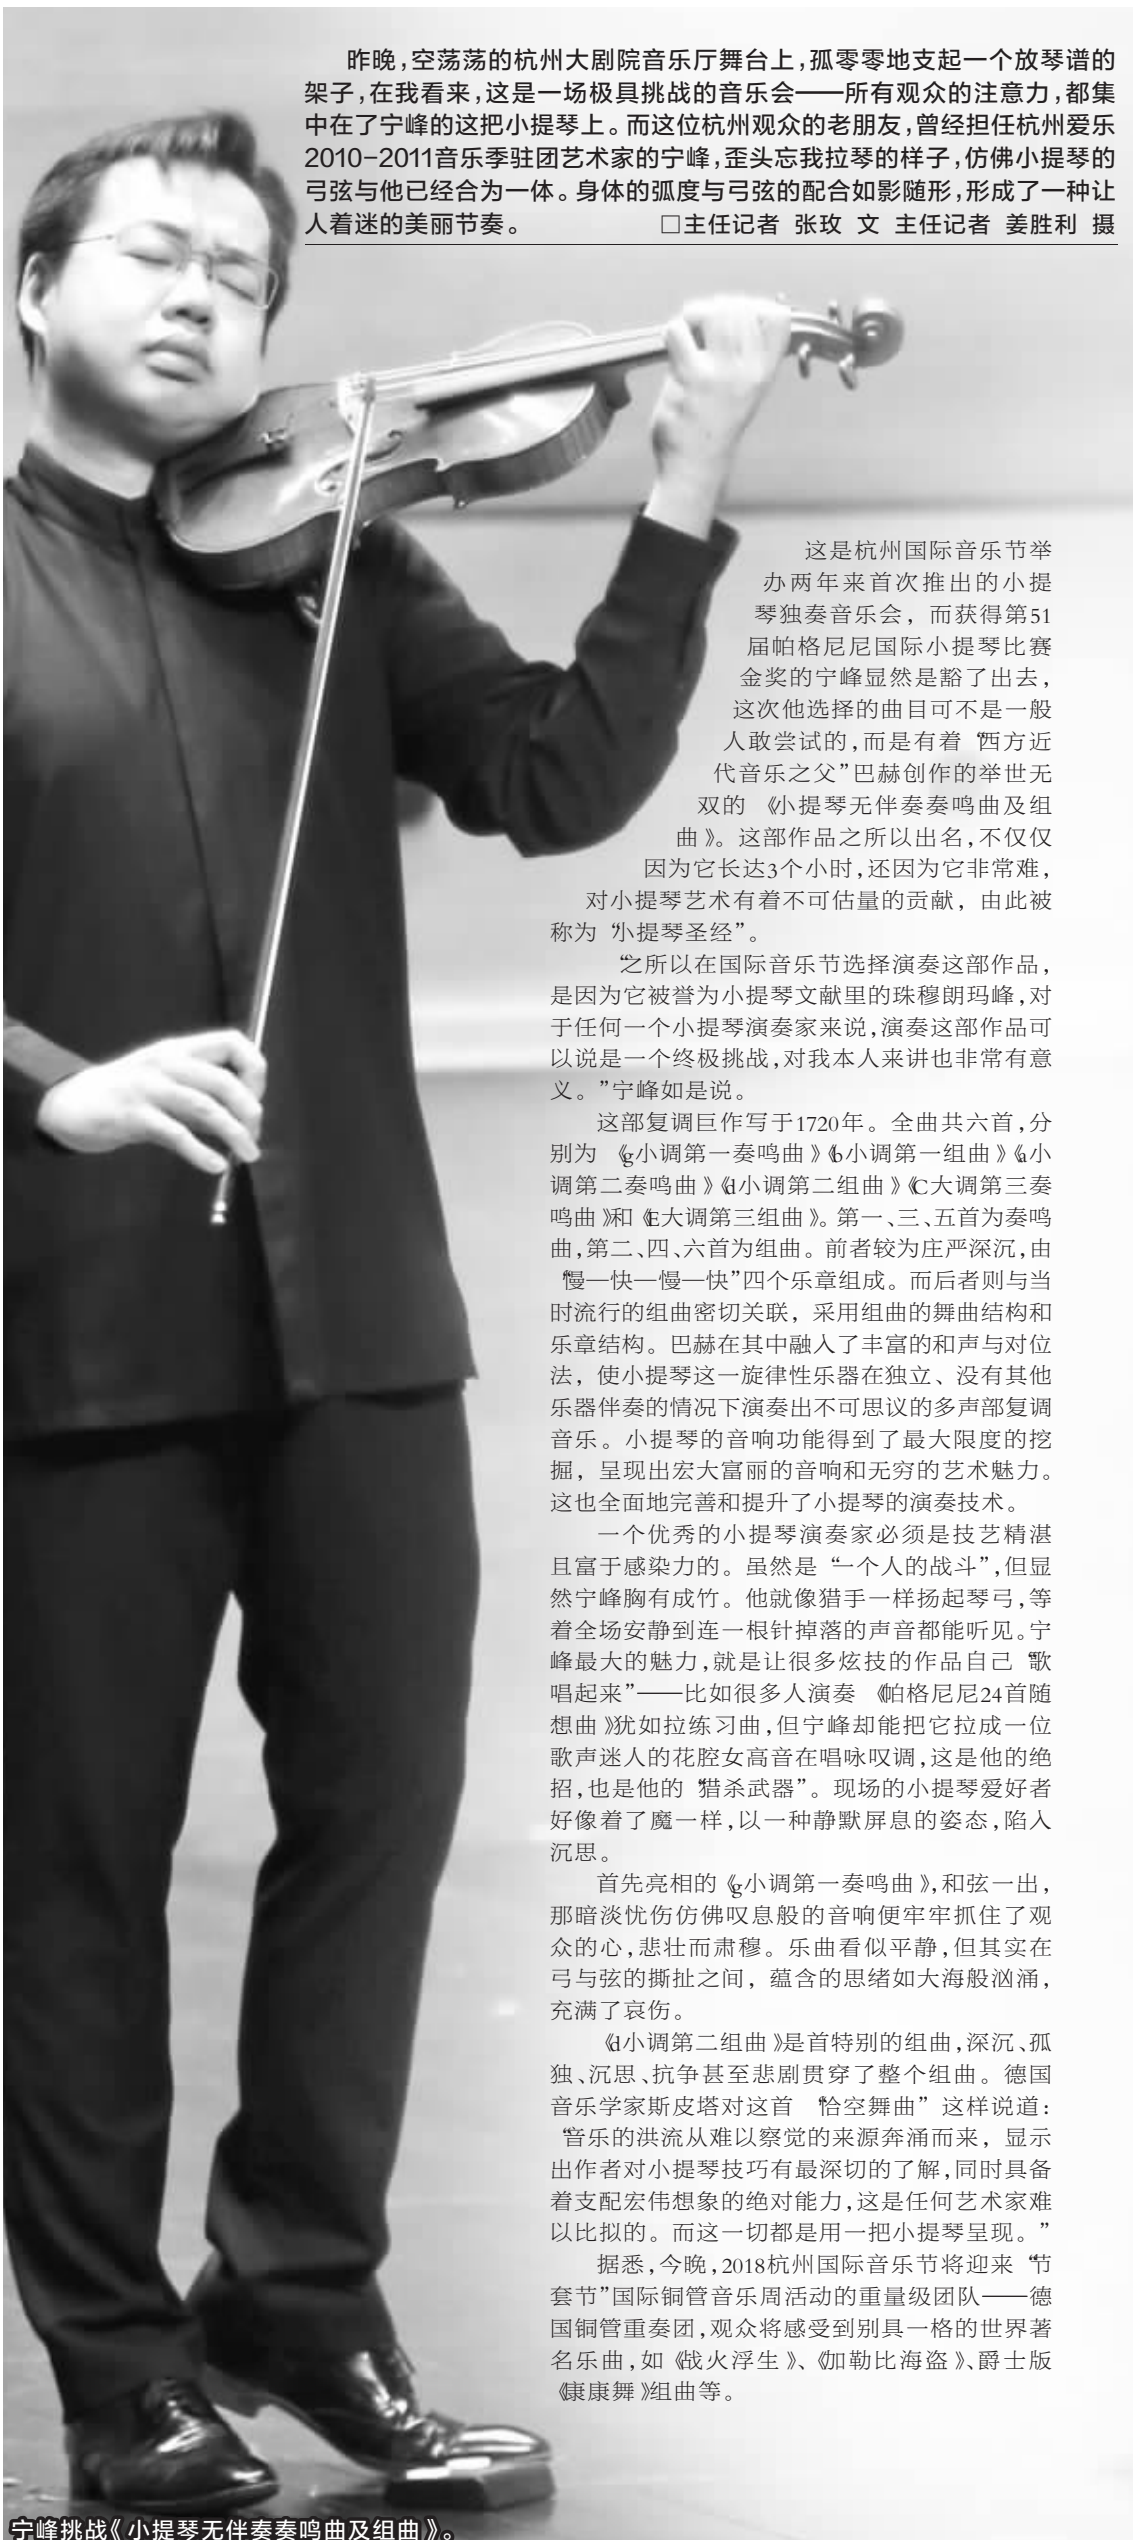 昨晚,空荡荡的杭州大剧院音乐厅舞台上,孤零零地支起一个放琴谱的
架子,在我看来,这是一场极具挑战的音乐会——所有观众的注意力,都集
中在了宁峰的这把小提琴上。而这位杭州观众的老朋友,曾经担任杭州爱乐
2010-2011音乐季驻团艺术家的宁峰,歪头忘我拉琴的样子,仿佛小提琴的
弓弦与他已经合为一体。身体的弧度与弓弦的配合如影随形,形成了一种让
人着迷的美丽节奏。 □主任记者 张玫 文 主任记者 姜胜利 摄
这是杭州国际音乐节举
办两年来首次推出的小提
琴独奏音乐会，而获得第51
届帕格尼尼国际小提琴比赛
金奖的宁峰显然是豁了出去，
这次他选择的曲目可不是一般
人敢尝试的,而是有着“西方近
代音乐之父”巴赫创作的举世无
双的《小提琴无伴奏奏鸣曲及组
曲》。这部作品之所以出名,不仅仅
因为它长达3个小时,还因为它非常难,
对小提琴艺术有着不可估量的贡献，由此被
称为“小提琴圣经”。
“之所以在国际音乐节选择演奏这部作品,
是因为它被誉为小提琴文献里的珠穆朗玛峰,对
于任何一个小提琴演奏家来说,演奏这部作品可
以说是一个终极挑战,对我本人来讲也非常有意
义。”宁峰如是说。
这部复调巨作写于1720年。全曲共六首,分
别为《g小调第一奏鸣曲》《b小调第一组曲》《a小
调第二奏鸣曲》《d小调第二组曲》《C大调第三奏
鸣曲》和《E大调第三组曲》。第一、三、五首为奏鸣
曲,第二、四、六首为组曲。前者较为庄严深沉,由
“慢—快—慢—快”四个乐章组成。而后者则与当
时流行的组曲密切关联，采用组曲的舞曲结构和
乐章结构。巴赫在其中融入了丰富的和声与对位
法，使小提琴这一旋律性乐器在独立、没有其他
乐器伴奏的情况下演奏出不可思议的多声部复调
音乐。小提琴的音响功能得到了最大限度的挖
掘，呈现出宏大富丽的音响和无穷的艺术魅力。
这也全面地完善和提升了小提琴的演奏技术。
一个优秀的小提琴演奏家必须是技艺精湛
且富于感染力的。虽然是“一个人的战斗”,但显
然宁峰胸有成竹。他就像猎手一样扬起琴弓,等
着全场安静到连一根针掉落的声音都能听见。宁
峰最大的魅力,就是让很多炫技的作品自己“歌
唱起来”——比如很多人演奏《帕格尼尼24首随
想曲》犹如拉练习曲,但宁峰却能把它拉成一位
歌声迷人的花腔女高音在唱咏叹调,这是他的绝
招,也是他的“猎杀武器”。现场的小提琴爱好者
好像着了魔一样,以一种静默屏息的姿态,陷入
沉思。
首先亮相的《g小调第一奏鸣曲》,和弦一出,
那暗淡忧伤仿佛叹息般的音响便牢牢抓住了观
众的心,悲壮而肃穆。乐曲看似平静,但其实在
弓与弦的撕扯之间，蕴含的思绪如大海般汹涌,
充满了哀伤。
《d小调第二组曲》是首特别的组曲,深沉、孤
独、沉思、抗争甚至悲剧贯穿了整个组曲。德国
音乐学家斯皮塔对这首“恰空舞曲”这样说道:
“音乐的洪流从难以察觉的来源奔涌而来，显示
出作者对小提琴技巧有最深切的了解,同时具备
着支配宏伟想象的绝对能力,这是任何艺术家难
以比拟的。而这一切都是用一把小提琴呈现。”
据悉,今晚,2018杭州国际音乐节将迎来“节
套节”国际铜管音乐周活动的重量级团队——德
国铜管重奏团,观众将感受到别具一格的世界著
名乐曲,如《战火浮生》、《加勒比海盗》、爵士版
《康康舞》组曲等。
宁峰挑战《小提琴无伴奏奏鸣曲及组曲》。